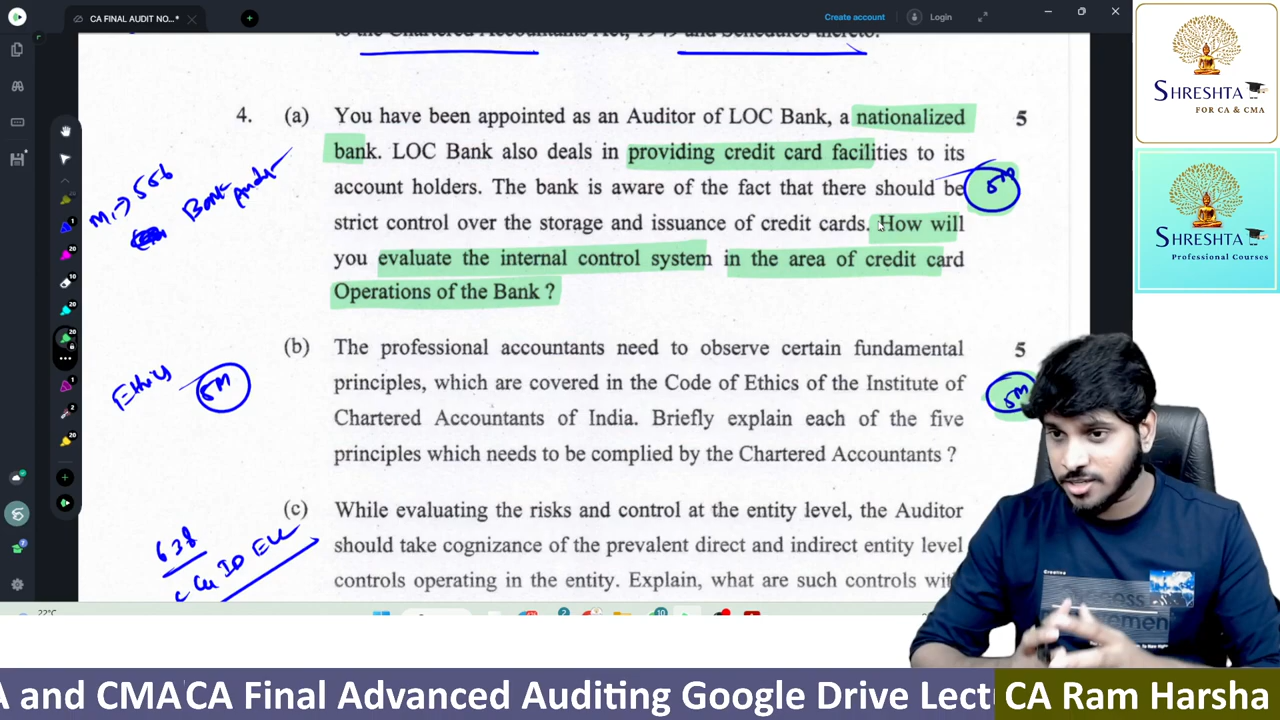 CA FINAL AUDIT NO...*
Create account
Login
to the Chartered Accountants Act, 1949 and Schedules thereto.
4. (a) You have been appointed as an Auditor of LOC Bank, a nationalized 5
bank. LOC Bank also deals in providing credit card facilities to its
account holders. The bank is aware of the fact that there should be
strict control over the storage and issuance of credit cards. How will
you evaluate the internal control system in the area of credit card
Operations of the Bank ?
5M
M1→556
Bank Audit
(b) The professional accountants need to observe certain fundamental 5
principles, which are covered in the Code of Ethics of the Institute of
Chartered Accountants of India. Briefly explain each of the five
principles which needs to be complied by the Chartered Accountants ?
Ethics
5M
5M
(c) While evaluating the risks and control at the entity level, the Auditor
should take cognizance of the prevalent direct and indirect entity level
controls operating in the entity. Explain, what are such controls
638
22°C
SHRESHTA
FOR CA & CMA
SHRESHTA
Professional Courses
A and CMA CA Final Advanced Auditing Google Drive Lect
CA Ram Harsha